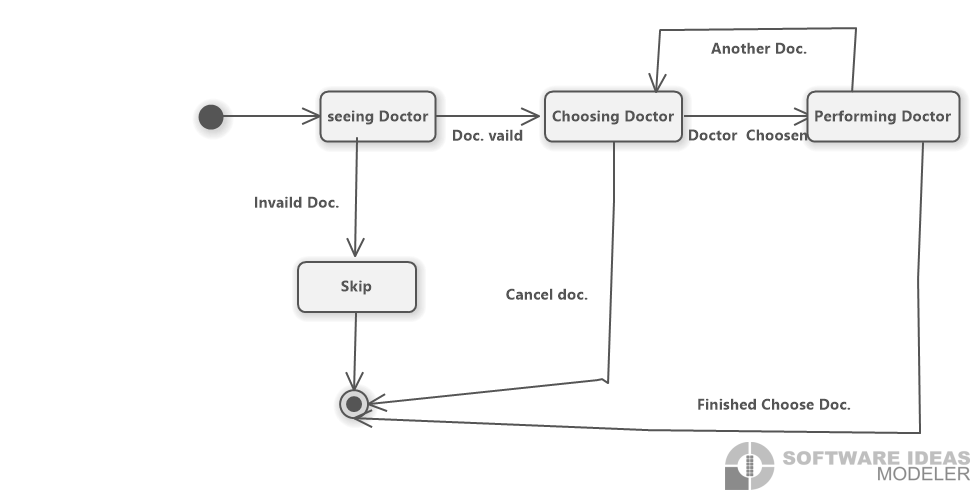 Another Doc.
seeing Doctor
Choosing Doctor
Performing Doctor
Doc. vaild
Doctor Choosen
Invaild Doc.
Skip
Cancel doc.
Finished Choose Doc.
SOFTWARE IDEAS
MODELER